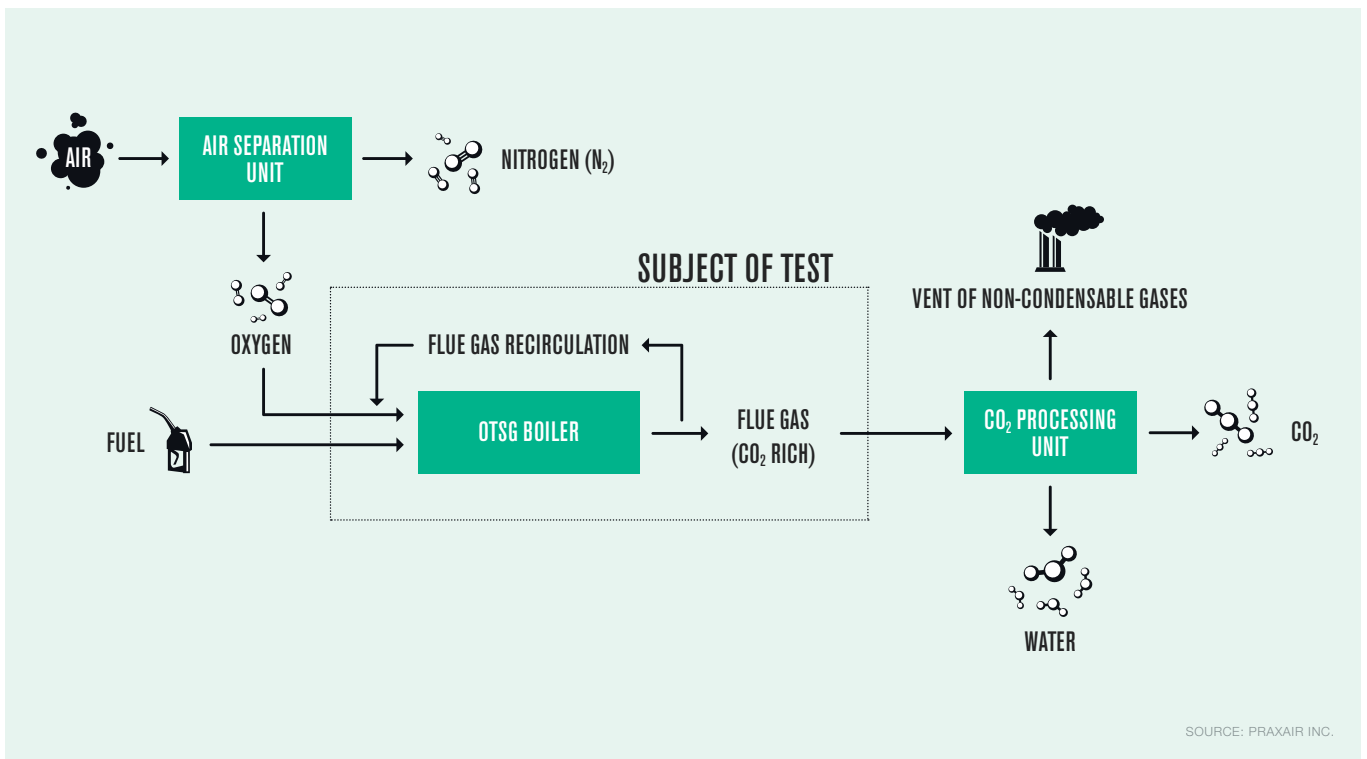 AIR
AIR SEPARATION
UNIT
NITROGEN (N₂)
OXYGEN
SUBJECT OF TEST
FLUE GAS RECIRCULATION
FUEL
OTSG BOILER
FLUE GAS
(CO₂ RICH)
VENT OF NON-CONDENSABLE GASES
CO₂ PROCESSING
UNIT
CO₂
WATER
SOURCE: PRAXAIR INC.